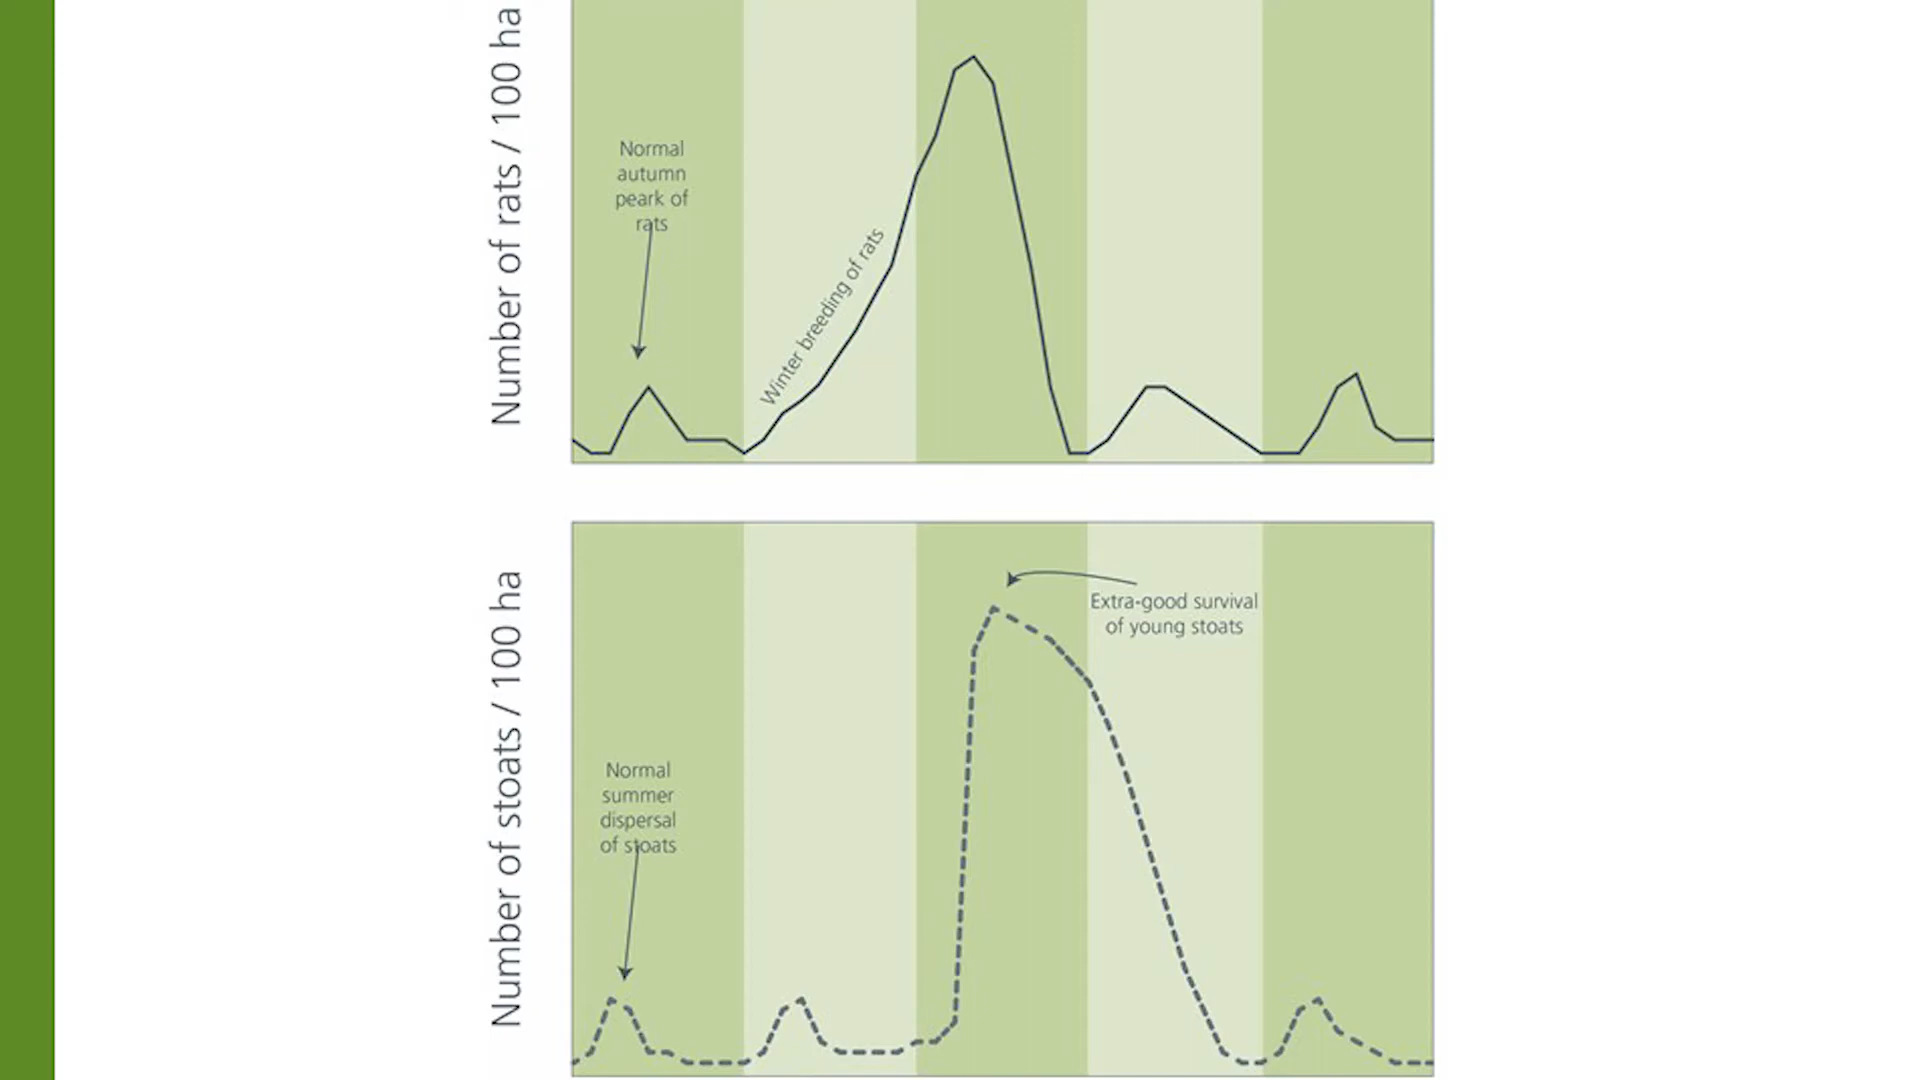 Number of rats / 100 ha
Normal
autumn
peark of
rats
Winter breeding of rats
Number of stoats / 100 ha
Extra-good survival
of young stoats
Normal
summer
dispersal
of stoats